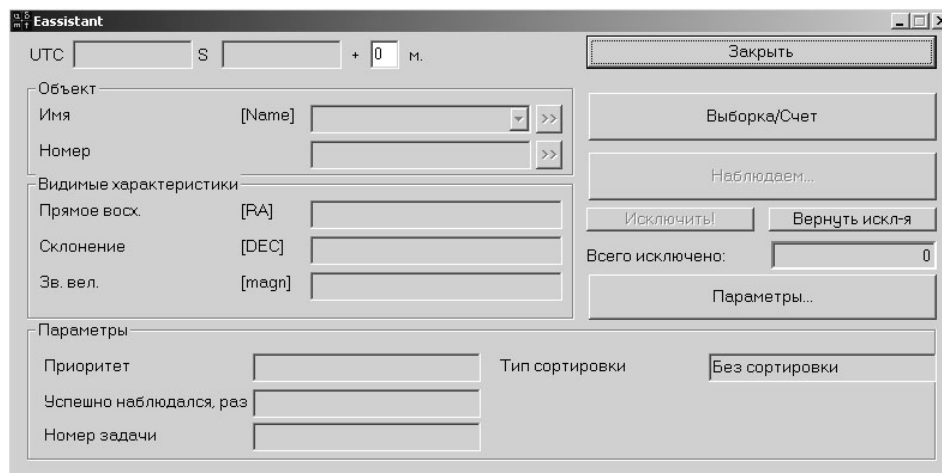 Eassistant
UTC S + 0 м.
Закрыть
Объект
Имя [Name] >>
Номер >>
Выборка/Счет
Наблюдаем...
Исключить! Вернуть искл-я
Всего исключено: 0
Параметры...
Видимые характеристики
Прямое восх. [RA]
Склонение [DEC]
Зв. вел. [magn]
Параметры
Приоритет Тип сортировки Без сортировки
Успешно наблюдался, раз
Номер задачи